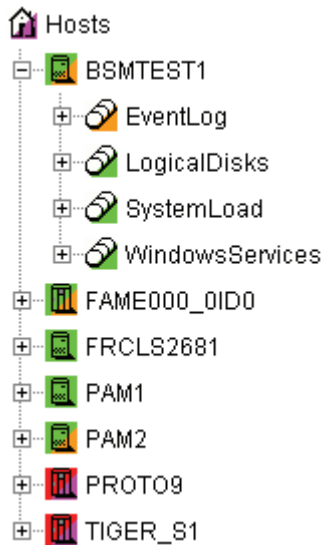 Hosts
BSMTEST1
EventLog
LogicalDisks
SystemLoad
WindowsServices
FAME000_0ID0
FRCLS2681
PAM1
PAM2
PROTO9
TIGER_S1